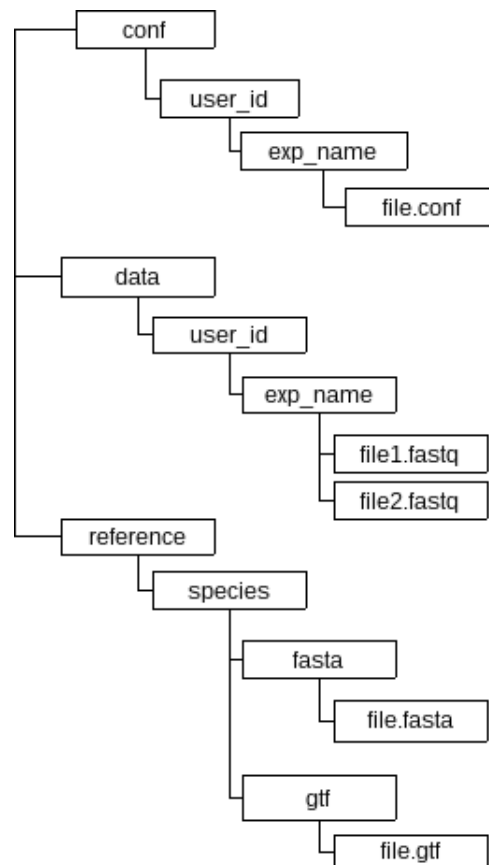 conf
user_id
exp_name
file.conf
data
user_id
exp_name
file1.fastq
file2.fastq
reference
species
fasta
file.fasta
gtf
file.gtf